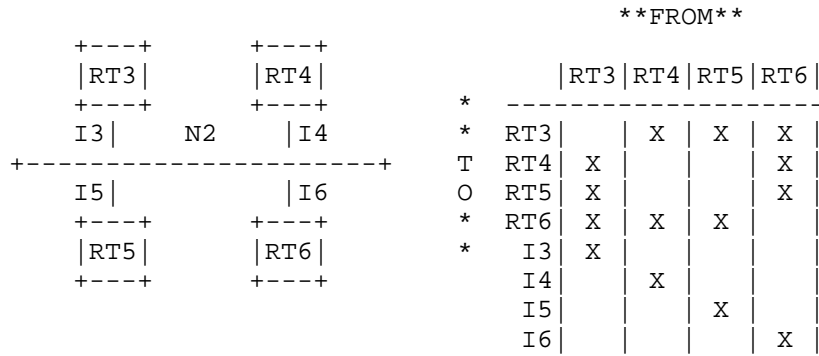 **FROM**
     +---+      +---+
     |RT3|      |RT4|                 |RT3|RT4|RT5|RT6|
     +---+      +---+            *  --------------------
     I3|    N2    |I4            *  RT3|   | X | X | X |
 +----------------------+        T  RT4| X |   |   | X |
     I5|          |I6            O  RT5| X |   |   | X |
     +---+      +---+            *  RT6| X | X | X |   |
     |RT5|      |RT6|            *   I3| X |   |   |   |
     +---+      +---+                I4|   | X |   |   |
                                     I5|   |   | X |   |
                                     I6|   |   |   | X |